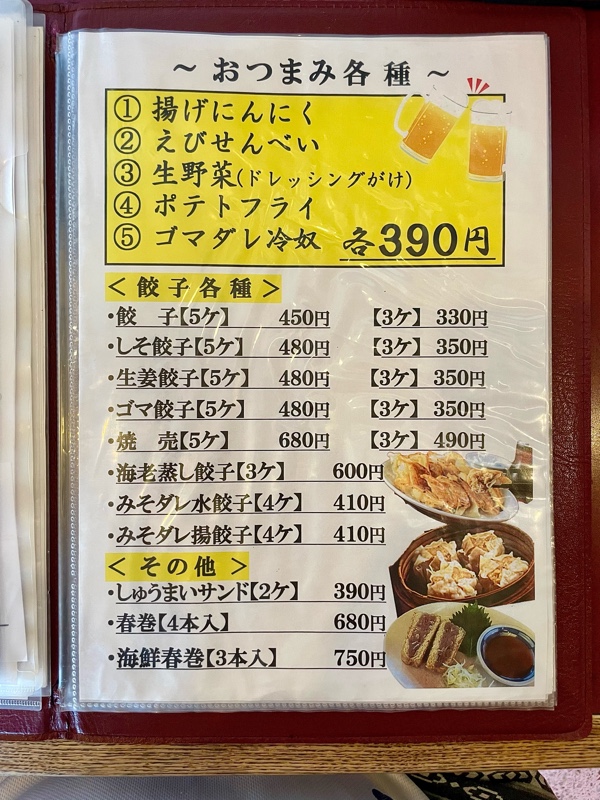 ～ おつまみ各種 ～
① 揚げにんにく
② えびせんべい
③ 生野菜(ドレッシングがけ)
④ ポテトフライ
⑤ ゴマダレ冷奴 各390円
＜餃子各種＞
・餃　子【5ケ】 450円 【3ケ】 330円
・しそ餃子【5ケ】 480円 【3ケ】 350円
・生姜餃子【5ケ】 480円 【3ケ】 350円
・ゴマ餃子【5ケ】 480円 【3ケ】 350円
・焼　売【5ケ】 680円 【3ケ】 490円
・海老蒸し餃子【3ケ】 600円
・みそダレ水餃子【4ケ】 410円
・みそダレ揚餃子【4ケ】 410円
＜その他＞
・しゅうまいサンド【2ケ】 390円
・春巻【4本入】 680円
・海鮮春巻【3本入】 750円